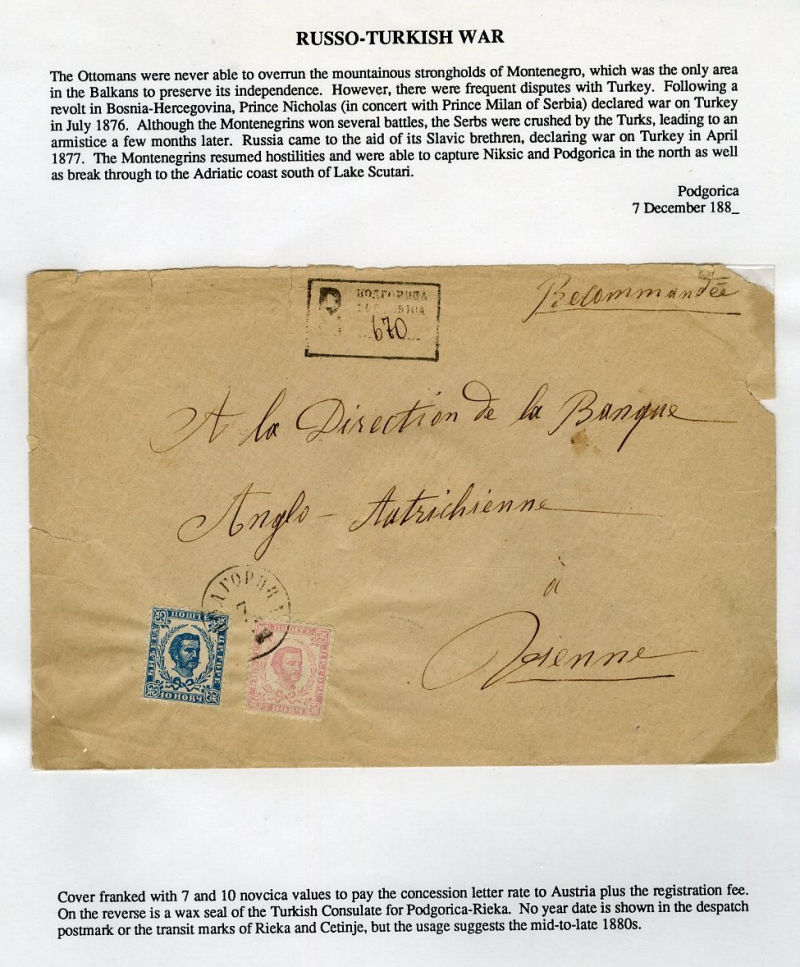 RUSSO-TURKISH WAR
The Ottomans were never able to overrun the mountainous strongholds of Montenegro, which was the only area
in the Balkans to preserve its independence. However, there were frequent disputes with Turkey. Following a
revolt in Bosnia-Hercegovina, Prince Nicholas (in concert with Prince Milan of Serbia) declared war on Turkey
in July 1876. Although the Montenegrins won several battles, the Serbs were crushed by the Turks, leading to an
armistice a few months later. Russia came to the aid of its Slavic brethren, declaring war on Turkey in April
1877. The Montenegrins resumed hostilities and were able to capture Niksic and Podgorica in the north as well
as break through to the Adriatic coast south of Lake Scutari.
Podgorica
7 December 188_
ПОДГОРИЦА
670
Recommandée
A la Direction de la Banque
Anglo - Autrichienne
à
Vienne
ПОШТЕ
10 НОВЧ
ПОШТЕ
7 НОВЧ
Cover franked with 7 and 10 novcica values to pay the concession letter rate to Austria plus the registration fee.
On the reverse is a wax seal of the Turkish Consulate for Podgorica-Rieka. No year date is shown in the despatch
postmark or the transit marks of Rieka and Cetinje, but the usage suggests the mid-to-late 1880s.